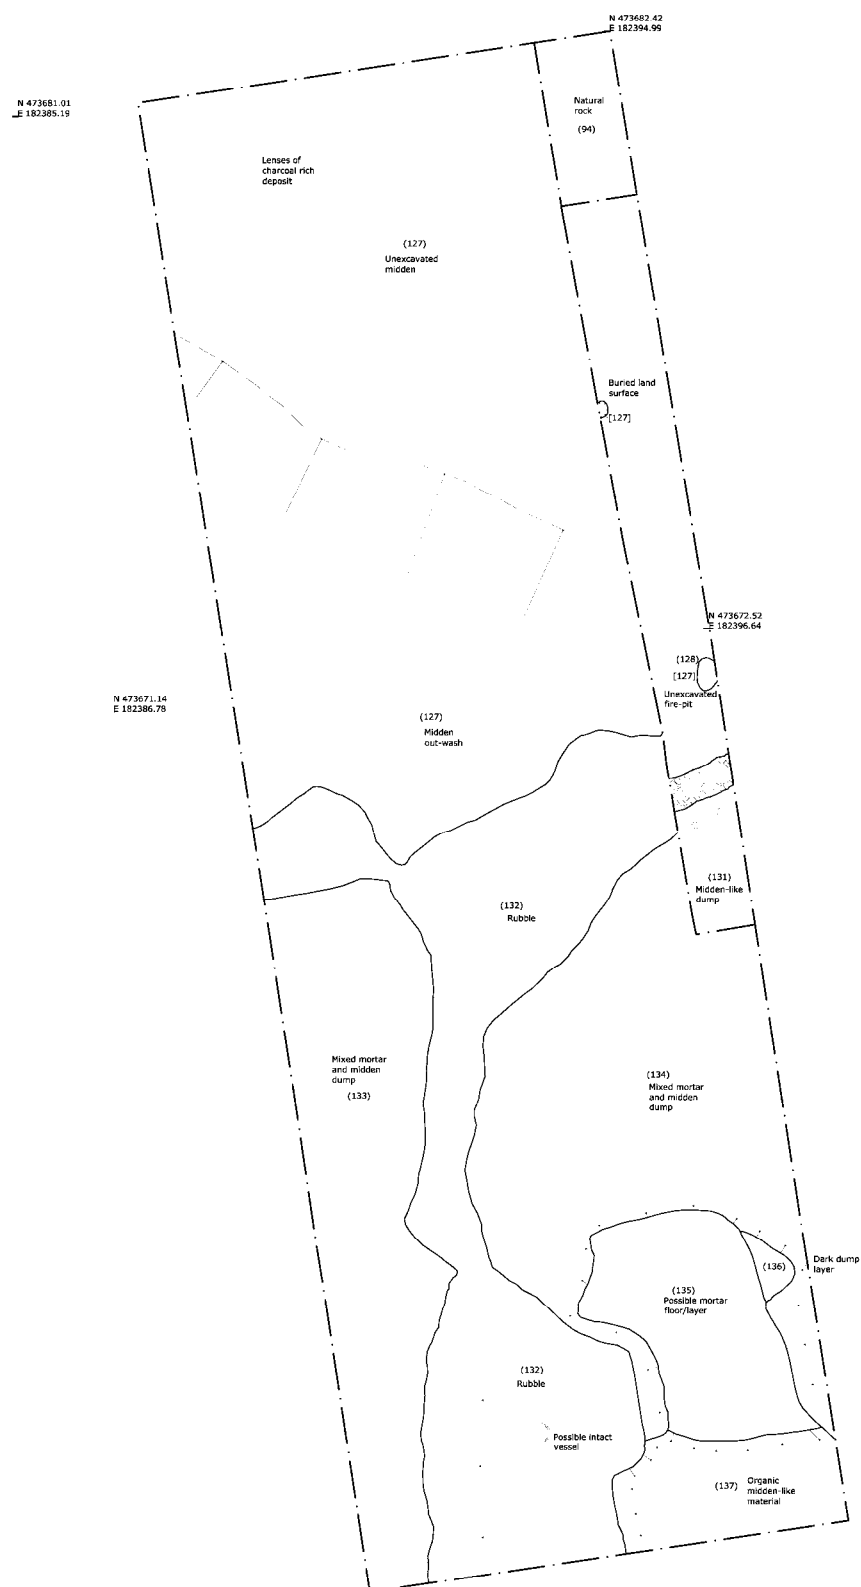 N 473682.42
E 182394.99
N 473681.01
E 182385.19
Natural
rock
(94)
Lenses of
charcoal rich
deposit
(127)
Unexcavated
midden
Buried land
surface
[127]
N 473672.52
E 182396.64
(128)
[127]
Unexcavated
fire-pit
N 473671.14
E 182386.78
(127)
Midden
out-wash
(131)
Midden-like
dump
(132)
Rubble
Mixed mortar
and midden
dump
(133)
(134)
Mixed mortar
and midden
dump
Dark dump
layer
(136)
(135)
Possible mortar
floor/layer
(132)
Rubble
Possible intact
vessel
(137)
Organic
midden-like
material